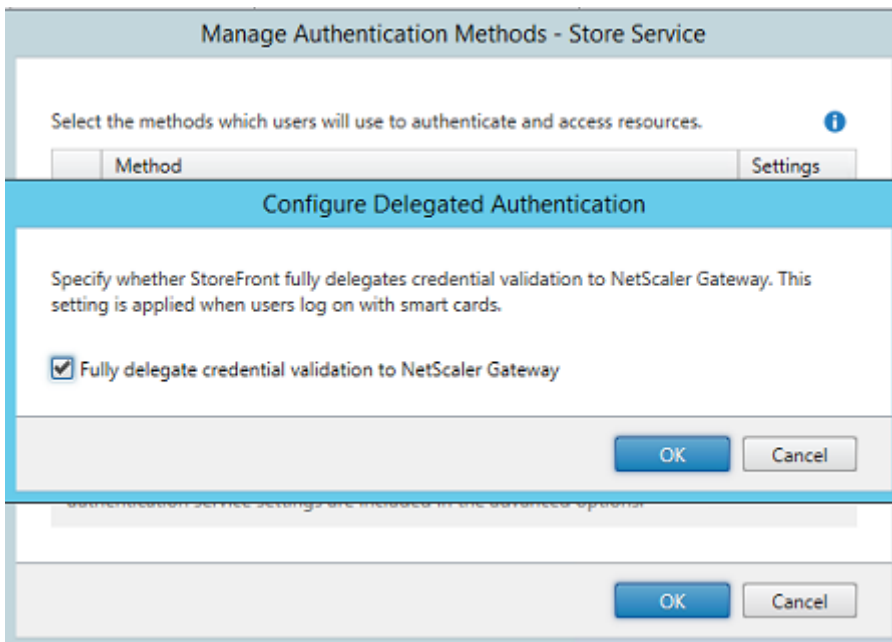 Manage Authentication Methods - Store Service
Select the methods which users will use to authenticate and access resources.
Method Settings
Configure Delegated Authentication
Specify whether StoreFront fully delegates credential validation to NetScaler Gateway. This
setting is applied when users log on with smart cards.
Fully delegate credential validation to NetScaler Gateway
OK Cancel
authentication service settings are included in the advanced options.
OK Cancel